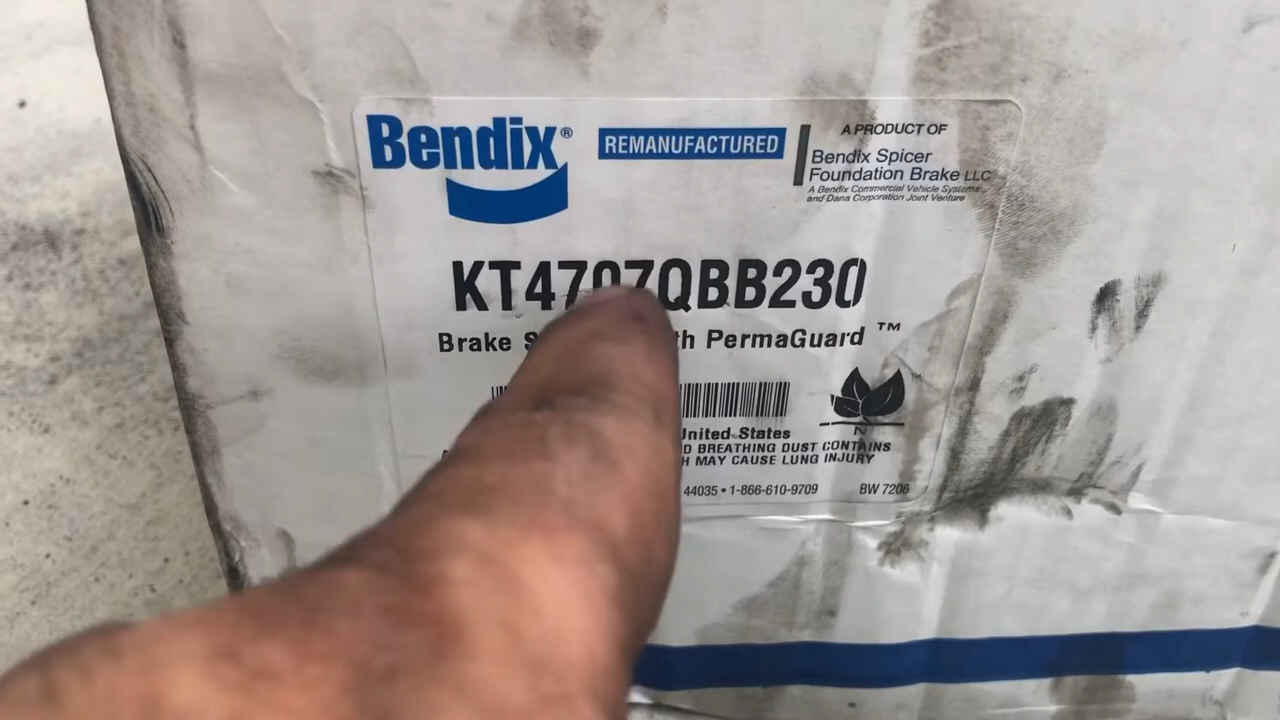 Bendix®
REMANUFACTURED
A PRODUCT OF
Bendix Spicer
Foundation Brake LLC
A Bendix Commercial Vehicle Systems
and Dana Corporation Joint Venture
KT4707QBB230
Brake PermaGuard ™
N
United States
BREATHING DUST CONTAINS
MAY CAUSE LUNG INJURY
44035 • 1-866-610-9709
BW 7206